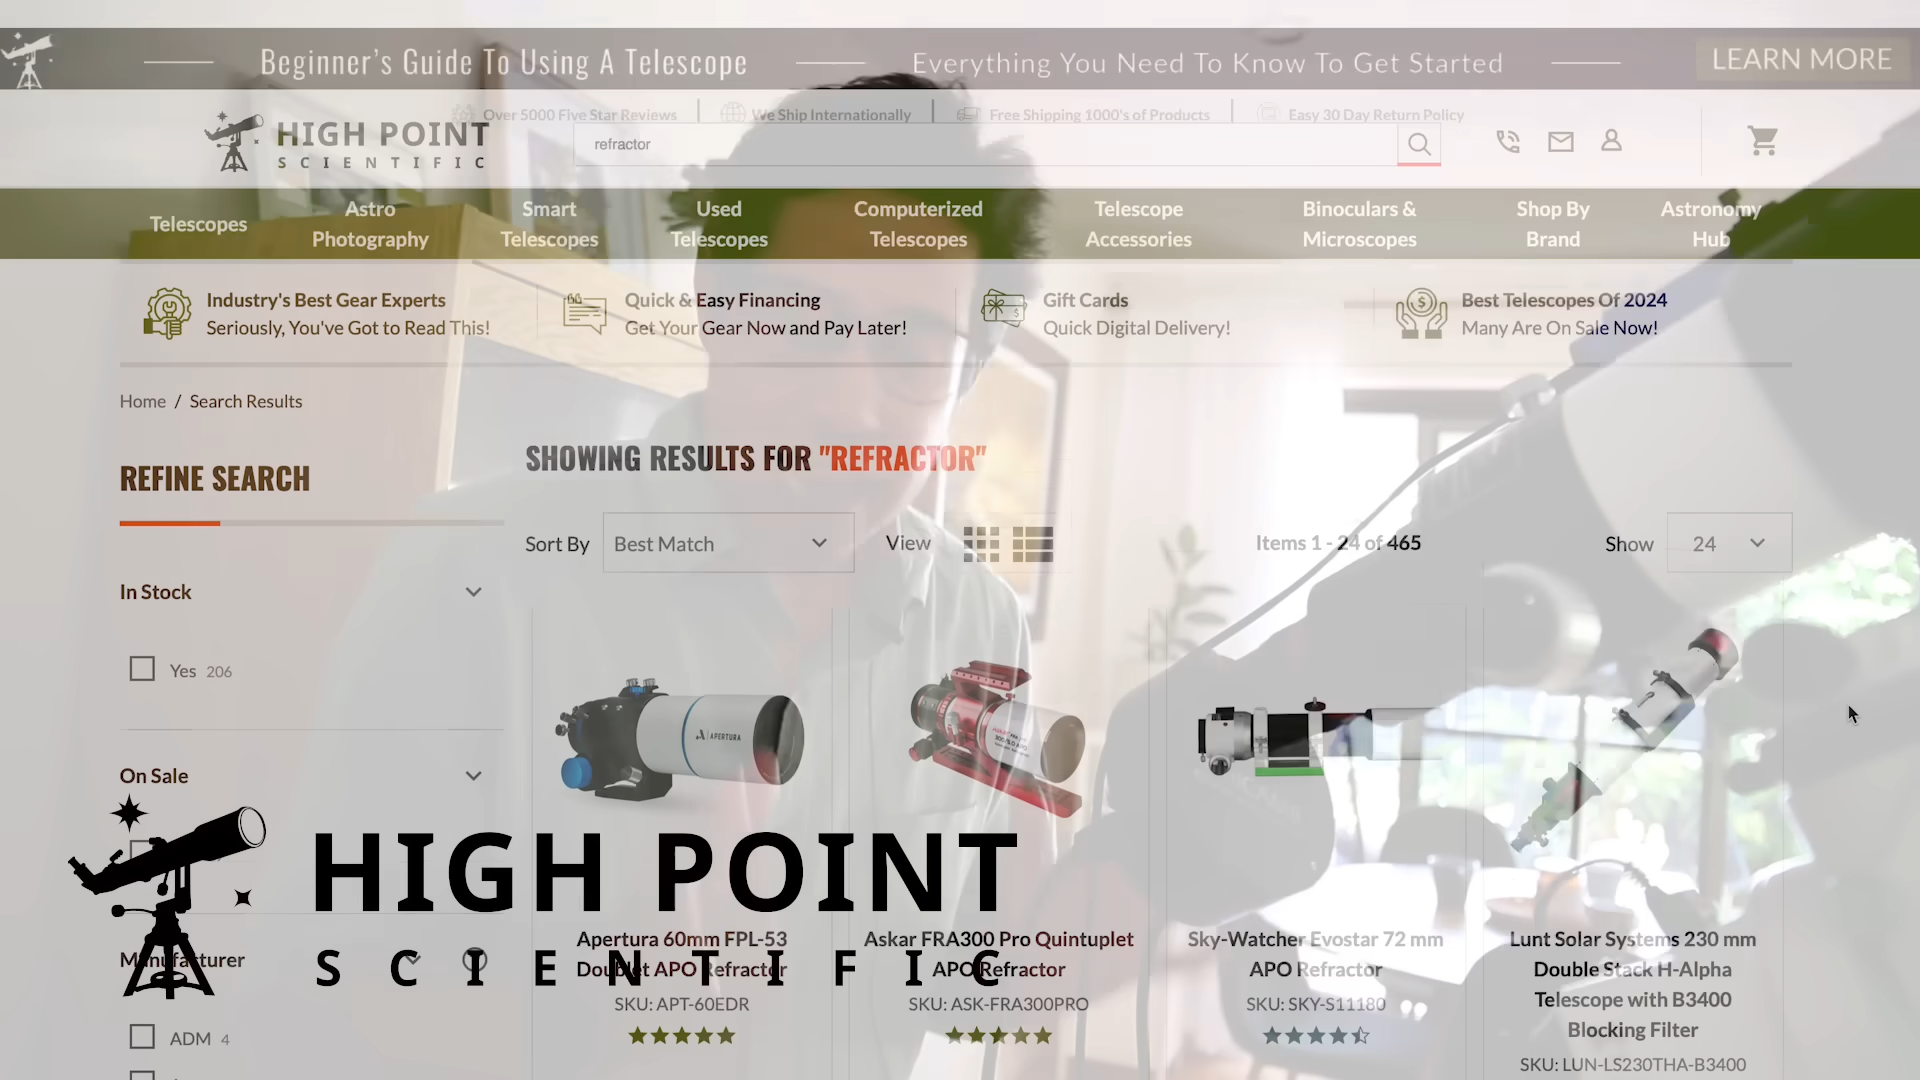 Beginner's Guide To Using A Telescope
Everything You Need To Know To Get Started
LEARN MORE
Over 5000 Five Star Reviews
We Ship Internationally
Free Shipping 1000's of Products
Easy 30 Day Return Policy
HIGH POINT
SCIENTIFIC
refractor
Telescopes
Astro
Photography
Smart
Telescopes
Used
Telescopes
Computerized
Telescopes
Telescope
Accessories
Binoculars &
Microscopes
Shop By
Brand
Astronomy
Hub
Industry's Best Gear Experts
Seriously, You've Got to Read This!
Quick & Easy Financing
Get Your Gear Now and Pay Later!
Gift Cards
Quick Digital Delivery!
Best Telescopes Of 2024
Many Are On Sale Now!
Home / Search Results
REFINE SEARCH
SHOWING RESULTS FOR "REFRACTOR"
Sort By
Best Match
View
Items 1 - 24 of 465
Show
24
In Stock
Yes 206
On Sale
Manufacturer
ADM 4
APERTURA
HIGH POINT
SCIENTIFIC
Apertura 60mm FPL-53
Doublet APO Refractor
SKU: APT-60EDR
Askar FRA300 Pro Quintuplet
APO Refractor
SKU: ASK-FRA300PRO
Sky-Watcher Evostar 72 mm
APO Refractor
SKU: SKY-S11180
Lunt Solar Systems 230 mm
Double Stack H-Alpha
Telescope with B3400
Blocking Filter
SKU: LUN-LS230THA-B3400